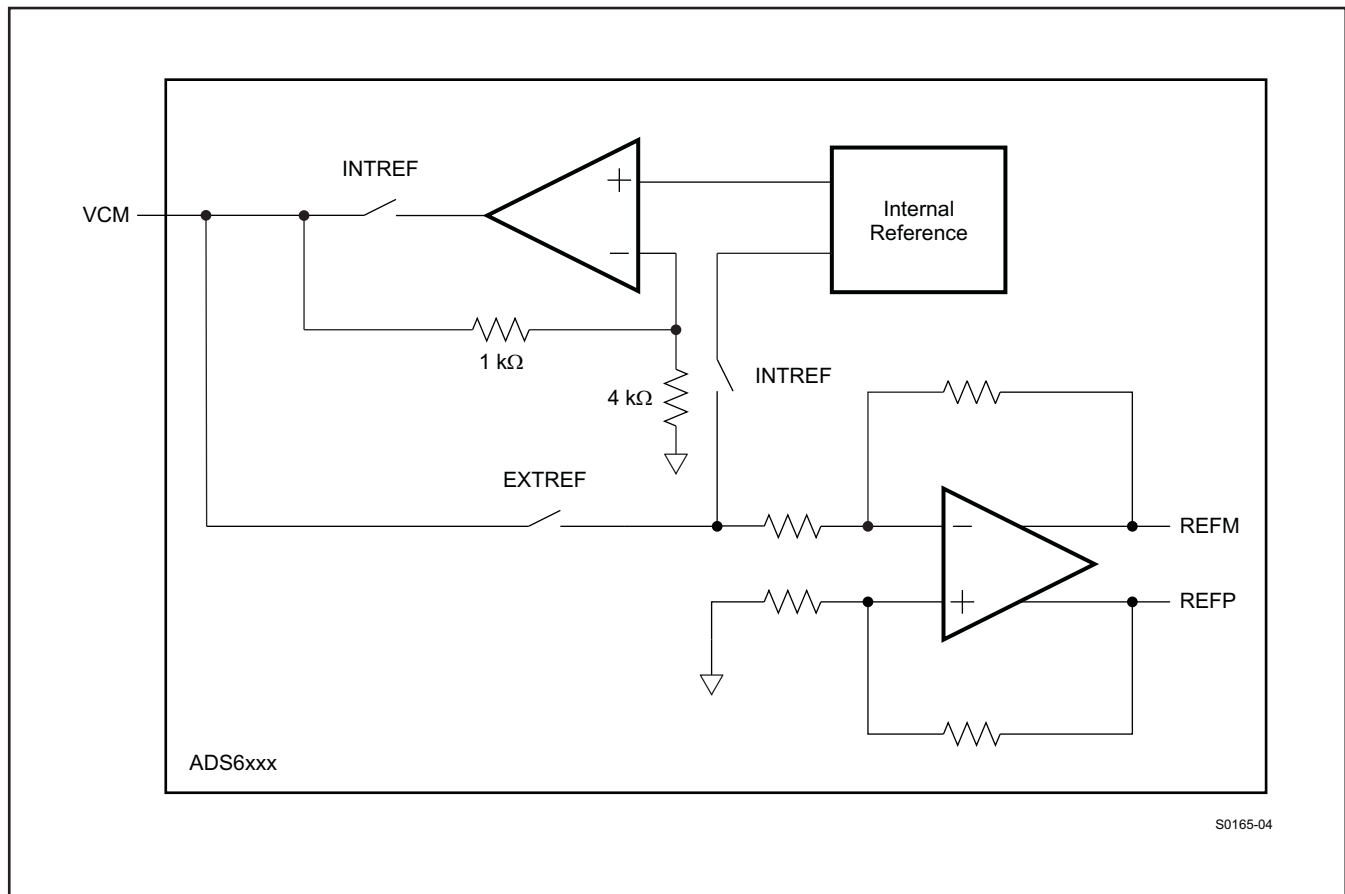 INTREF
VCM
+
−
Internal
Reference
1 kΩ
4 kΩ
INTREF
EXTREF
−
REFM
+
REFP
ADS6xxx
S0165-04